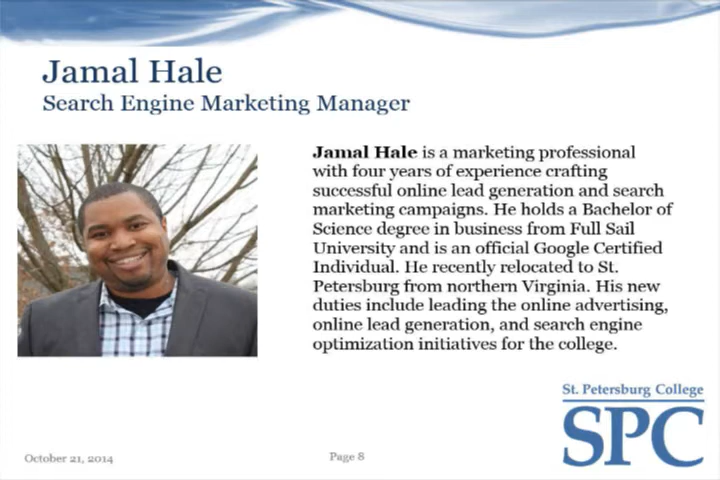 Jamal Hale
Search Engine Marketing Manager
Jamal Hale is a marketing professional
with four years of experience crafting
successful online lead generation and search
marketing campaigns. He holds a Bachelor of
Science degree in business from Full Sail
University and is an official Google Certified
Individual. He recently relocated to St.
Petersburg from northern Virginia. His new
duties include leading the online advertising,
online lead generation, and search engine
optimization initiatives for the college.
St. Petersburg College
SPC
October 21, 2014
Page 8